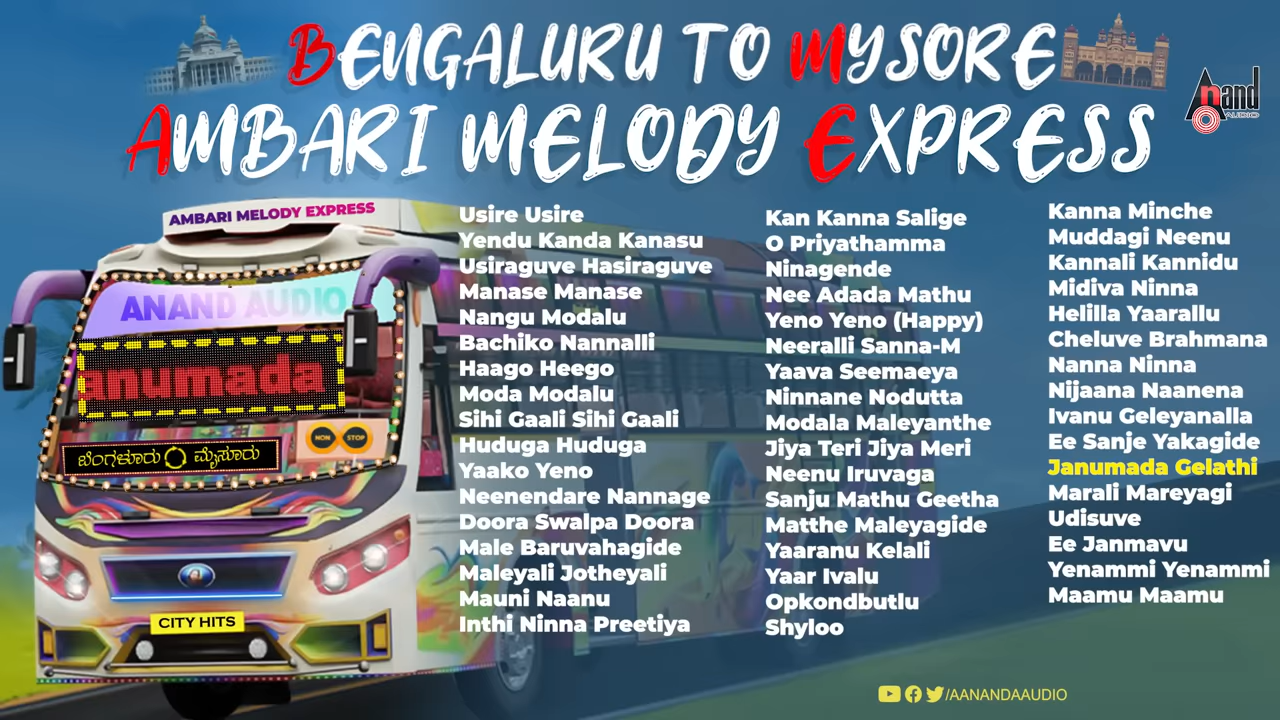 BENGALURU TO MYSORE
AMBARI MELODY EXPRESS
Anand
AUDIO
AMBARI MELODY EXPRESS
ANAND AUDIO
anumada
NON STOP
ಬೆಂಗಳೂರು ಮೈಸೂರು
CITY HITS
Usire Usire
Yendu Kanda Kanasu
Usiraguve Hasiraguve
Manase Manase
Nangu Modalu
Bachiko Nannalli
Haago Heego
Moda Modalu
Sihi Gaali Sihi Gaali
Huduga Huduga
Yaako Yeno
Neenendare Nannage
Doora Swalpa Doora
Male Baruvahagide
Maleyali Jotheyali
Mauni Naanu
Inthi Ninna Preetiya
Kan Kanna Salige
O Priyathamma
Ninagende
Nee Adada Mathu
Yeno Yeno (Happy)
Neeralli Sanna-M
Yaava Seemaeya
Ninnane Nodutta
Modala Maleyanthe
Jiya Teri Jiya Meri
Neenu Iruvaga
Sanju Mathu Geetha
Matthe Maleyagide
Yaaranu Kelali
Yaar Ivalu
Opkondbutlu
Shyloo
Kanna Minche
Muddagi Neenu
Kannali Kannidu
Midiva Ninna
Helilla Yaarallu
Cheluve Brahmana
Nanna Ninna
Nijaana Naanena
Ivanu Geleyanalla
Ee Sanje Yakagide
Janumada Gelathi
Marali Mareyagi
Udisuve
Ee Janmavu
Yenammi Yenammi
Maamu Maamu
/AANANDAAUDIO